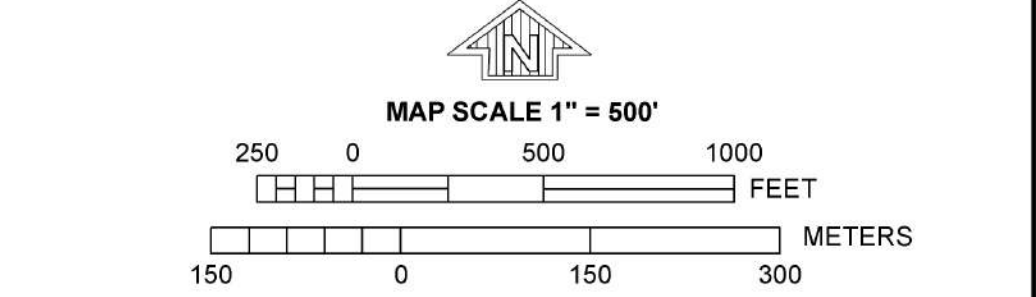 N
MAP SCALE 1" = 500'
250 0 500 1000
FEET
METERS
150 0 150 300